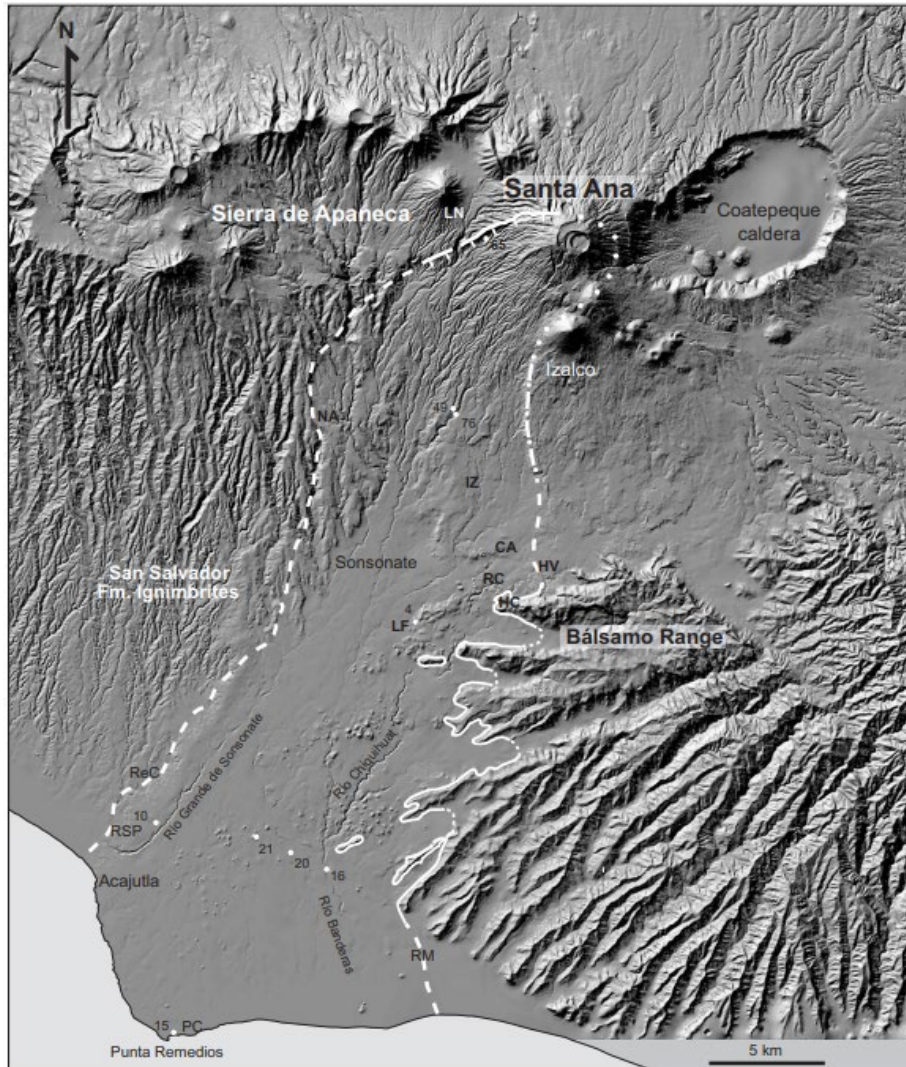 N
Santa Ana
Sierra de Apaneca
LN
Coatepeque
caldera
65
Izalco
NA
49
76
IZ
CA
Sonsonate
HV
RC
HC
San Salvador
Fm. Ignimbrites
4
LF
Bálsamo Range
Río Chiquihuat
Río Grande de Sonsonate
ReC
10
RSP
21
20
16
Acajutla
Río Banderas
RM
15
PC
Punta Remedios
5 km